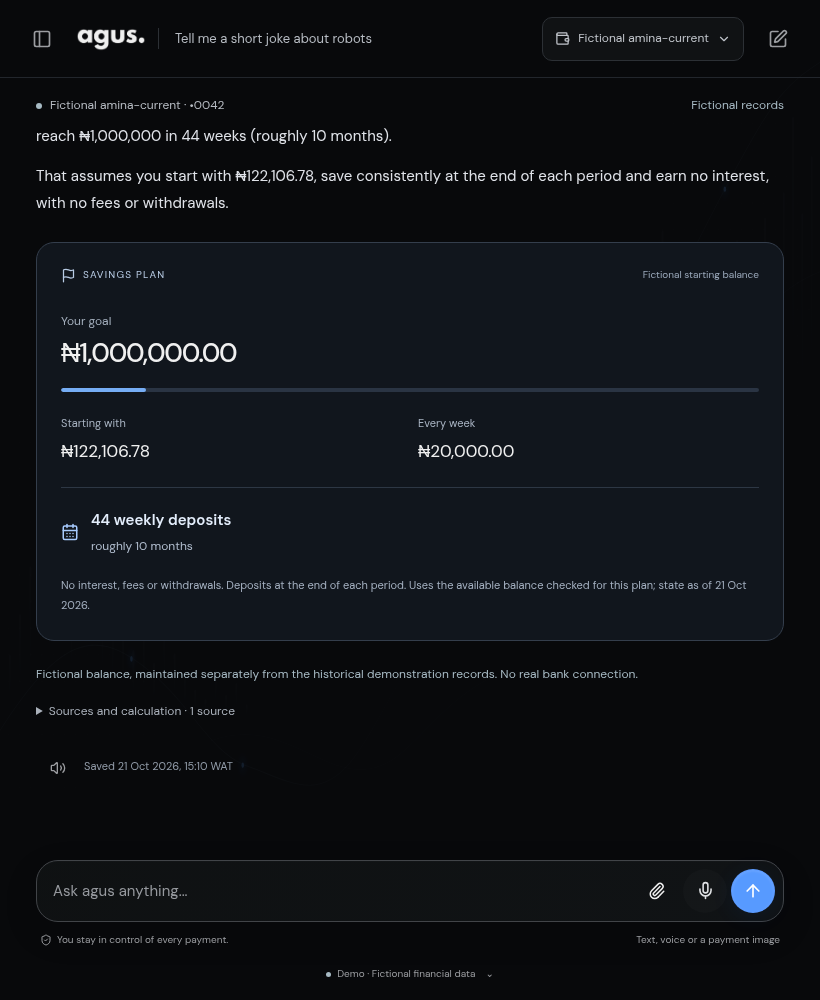 agus.
Tell me a short joke about robots
Fictional amina-current
Fictional amina-current · •0042
Fictional records
reach ₦1,000,000 in 44 weeks (roughly 10 months).
That assumes you start with ₦122,106.78, save consistently at the end of each period and earn no interest,
with no fees or withdrawals.
SAVINGS PLAN
Fictional starting balance
Your goal
₦1,000,000.00
Starting with
Every week
₦122,106.78
₦20,000.00
44 weekly deposits
roughly 10 months
No interest, fees or withdrawals. Deposits at the end of each period. Uses the available balance checked for this plan; state as of 21 Oct
2026.
Fictional balance, maintained separately from the historical demonstration records. No real bank connection.
Sources and calculation · 1 source
Saved 21 Oct 2026, 15:10 WAT
Ask agus anything...
You stay in control of every payment.
Text, voice or a payment image
Demo · Fictional financial data